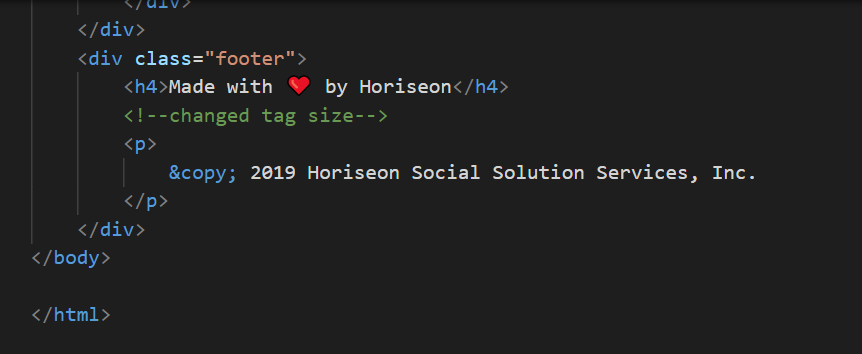 </div>
</div>
<div class="footer">
<h4>Made with ❤️ by Horiseon</h4>
<!--changed tag size-->
<p>
&copy; 2019 Horiseon Social Solution Services, Inc.
</p>
</div>
</body>
</html>